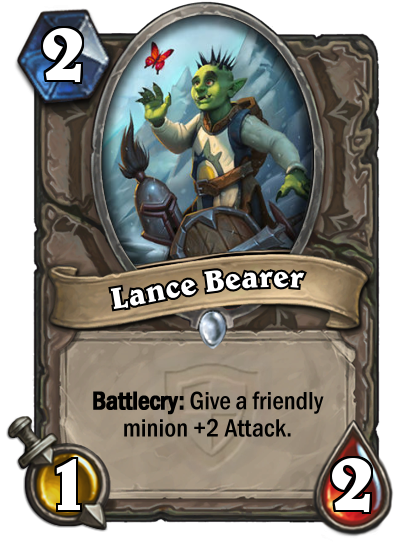 2
Lance Bearer
Battlecry: Give a friendly
minion +2 Attack.
1
2